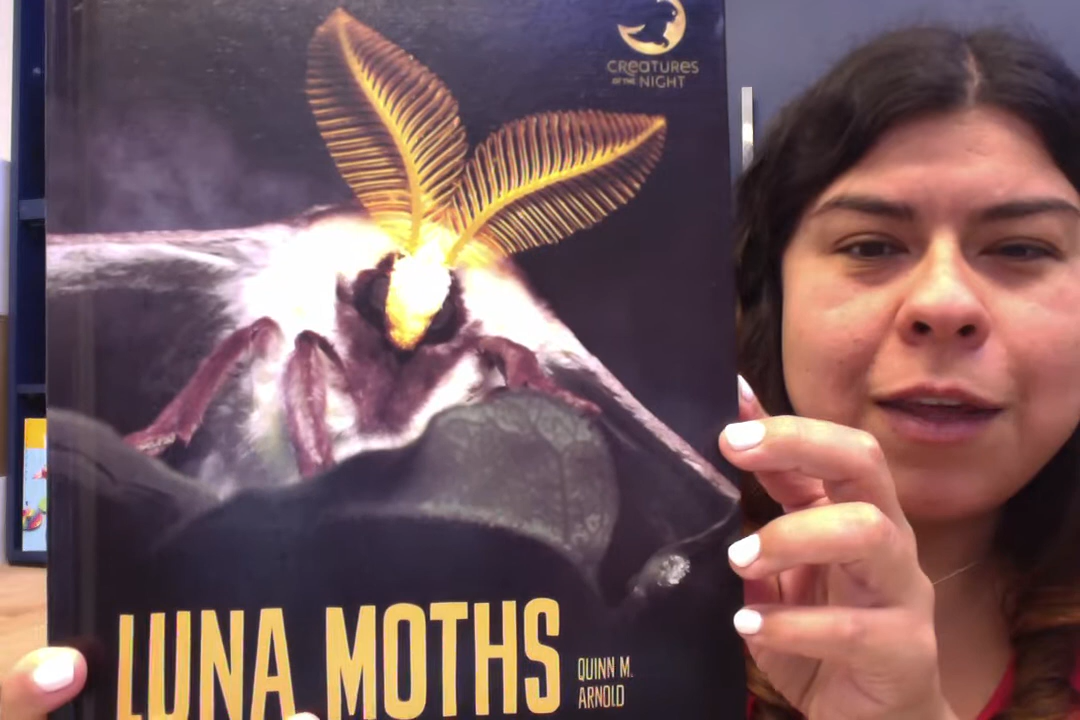 CREATURES
OF THE NIGHT
LUNA MOTHS
QUINN M.
ARNOLD